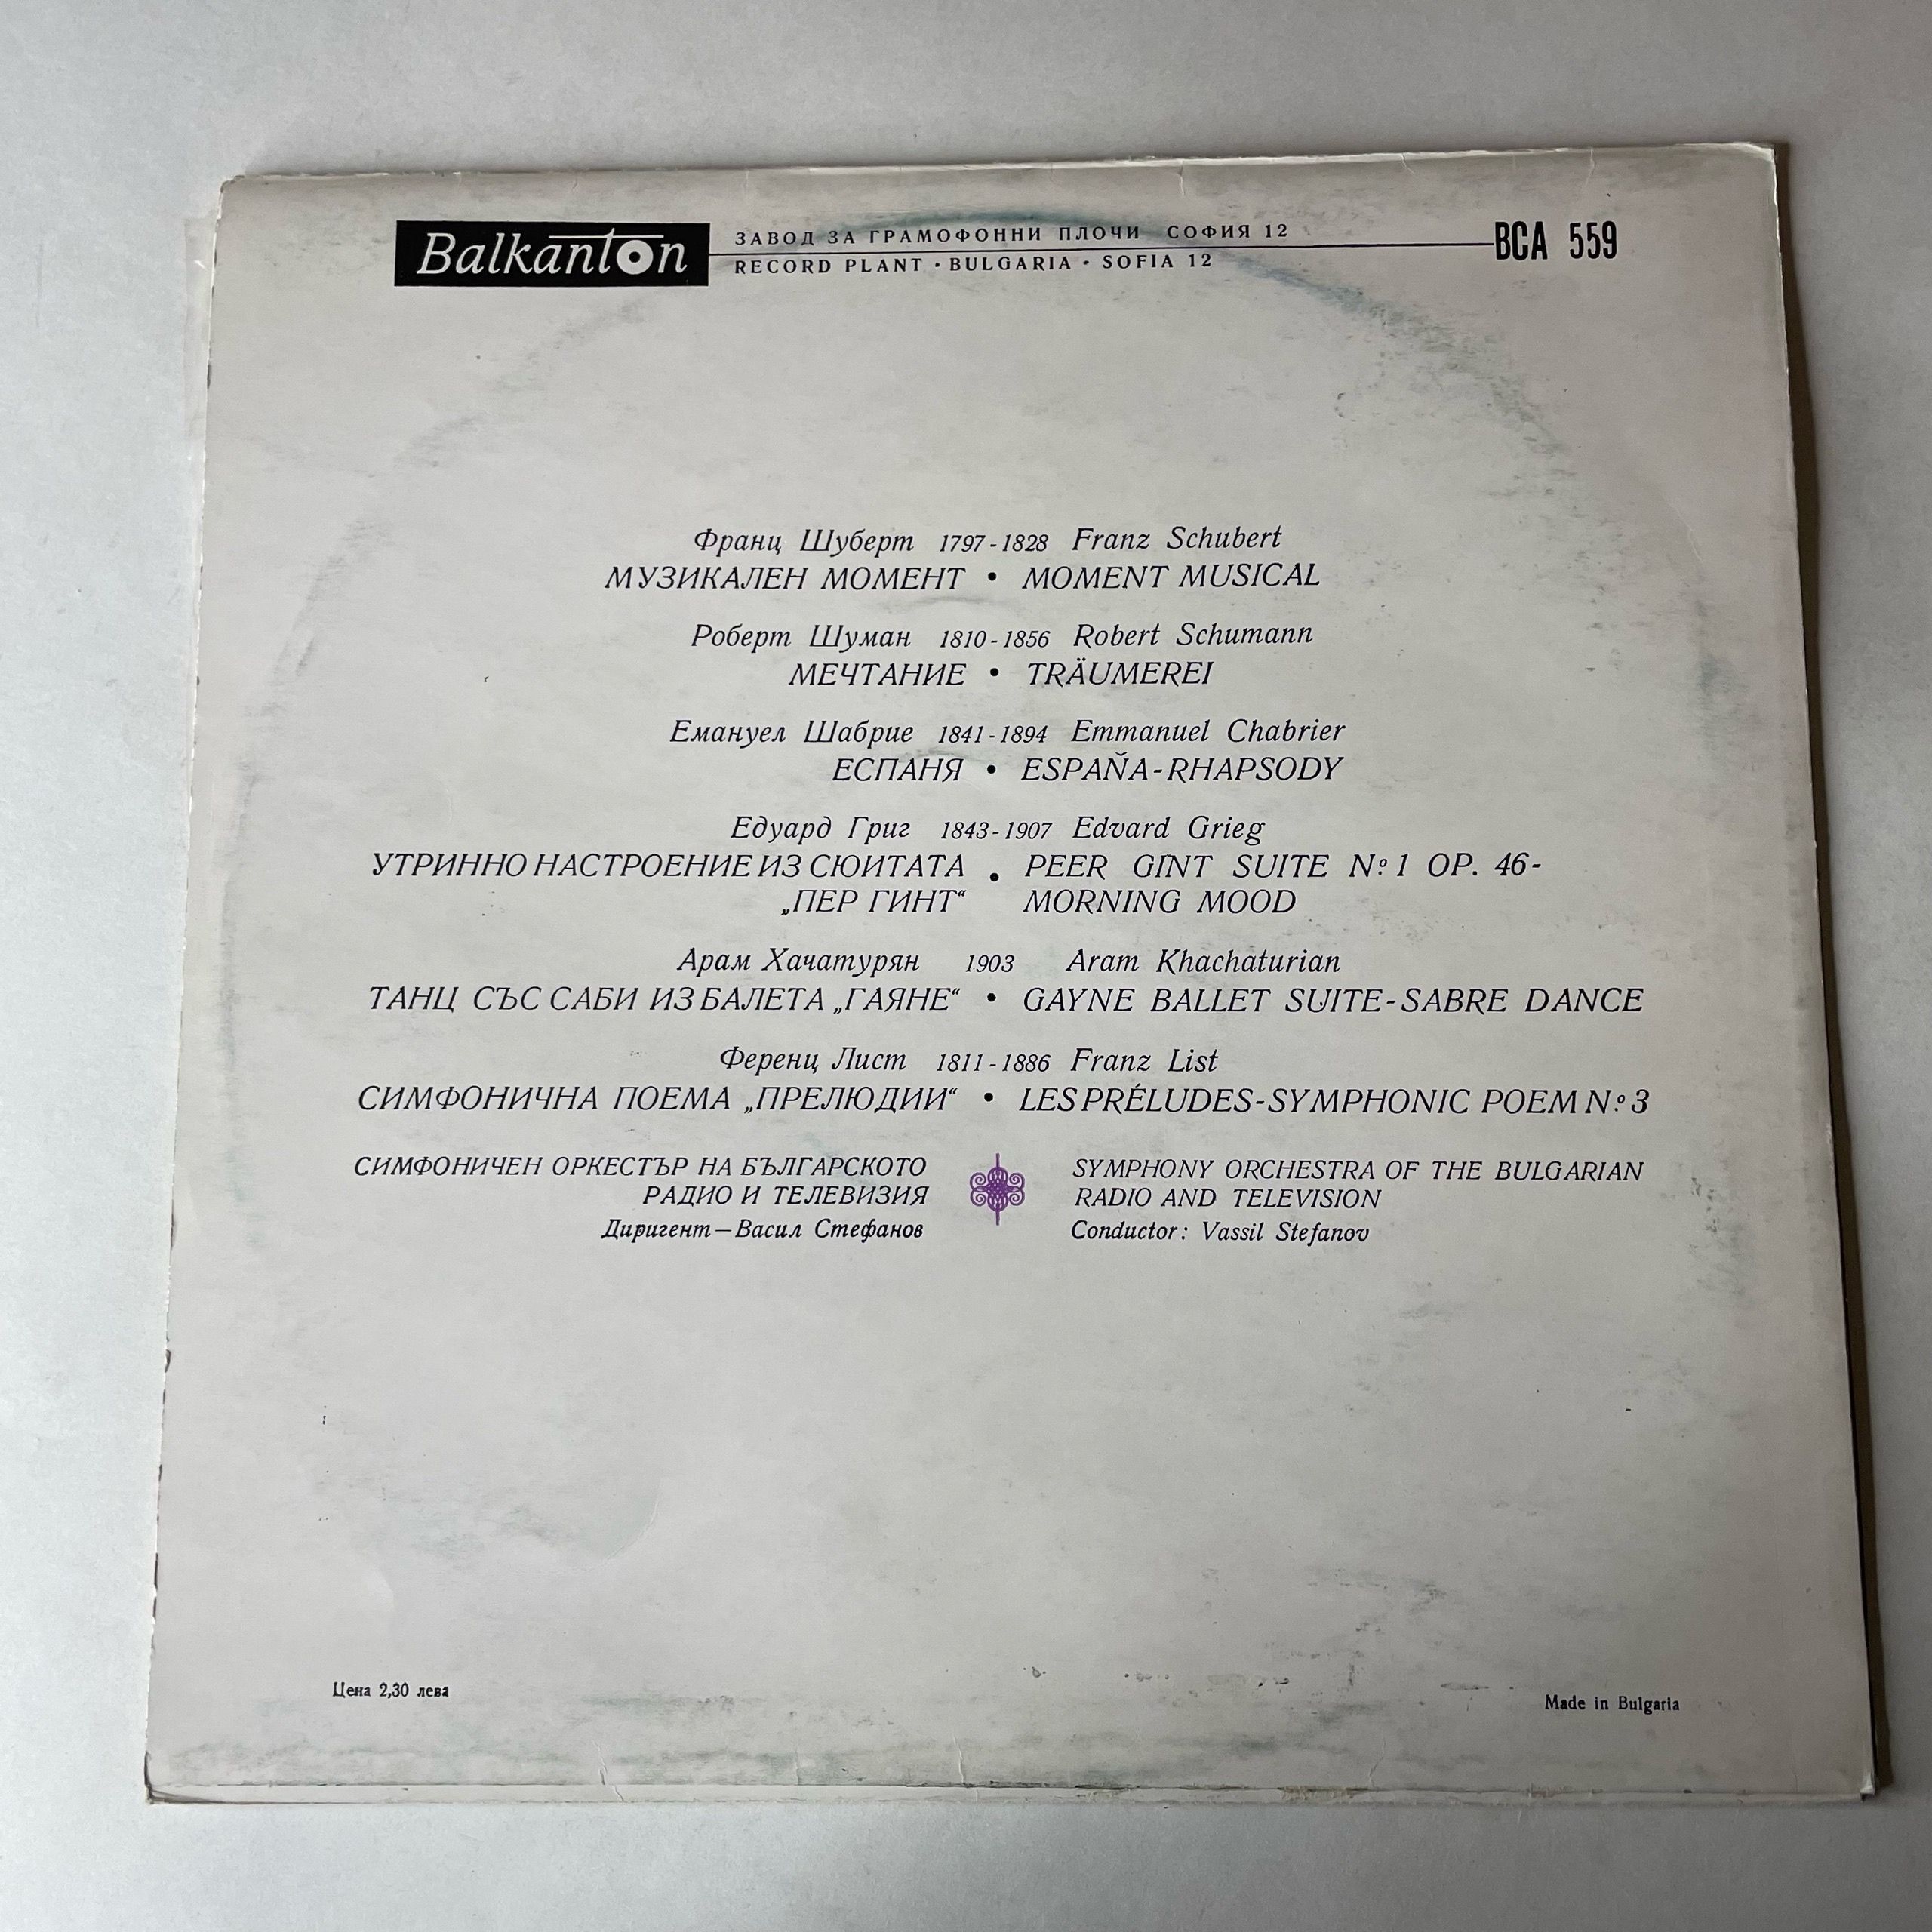 Balkanton
ЗАВОД ЗА ГРАМОФОННИ ПЛОЧИ СОФИЯ 12
RECORD PLANT • BULGARIA • SOFIA 12
BCA 559
Франц Шуберт 1797-1828 Franz Schubert
МУЗИКАЛЕН МОМЕНТ • MOMENT MUSICAL
Роберт Шуман 1810-1856 Robert Schumann
МЕЧТАНИЕ • TRÄUMEREI
Емануел Шабрие 1841-1894 Emmanuel Chabrier
ЕСПАНЯ • ESPAŇA-RHAPSODY
Едуард Григ 1843-1907 Edvard Grieg
УТРИННО НАСТРОЕНИЕ ИЗ СЮИТАТА • PEER GINT SUITE №1 OP. 46-
„ПЕР ГИНТ“ MORNING MOOD
Арам Хачатурян 1903 Aram Khachaturian
ТАНЦ СЪС САБИ ИЗ БАЛЕТА „ГАЯНЕ“ • GAYNE BALLET SUITE-SABRE DANCE
Ференц Лист 1811-1886 Franz List
СИМФОНИЧНА ПОЕМА „ПРЕЛЮДИИ“ • LES PRÉLUDES-SYMPHONIC POEM №3
СИМФОНИЧЕН ОРКЕСТЪР НА БЪЛГАРСКОТО
РАДИО И ТЕЛЕВИЗИЯ
Диригент—Васил Стефанов
SYMPHONY ORCHESTRA OF THE BULGARIAN
RADIO AND TELEVISION
Conductor: Vassil Stefanov
Цена 2,30 лева
Made in Bulgaria